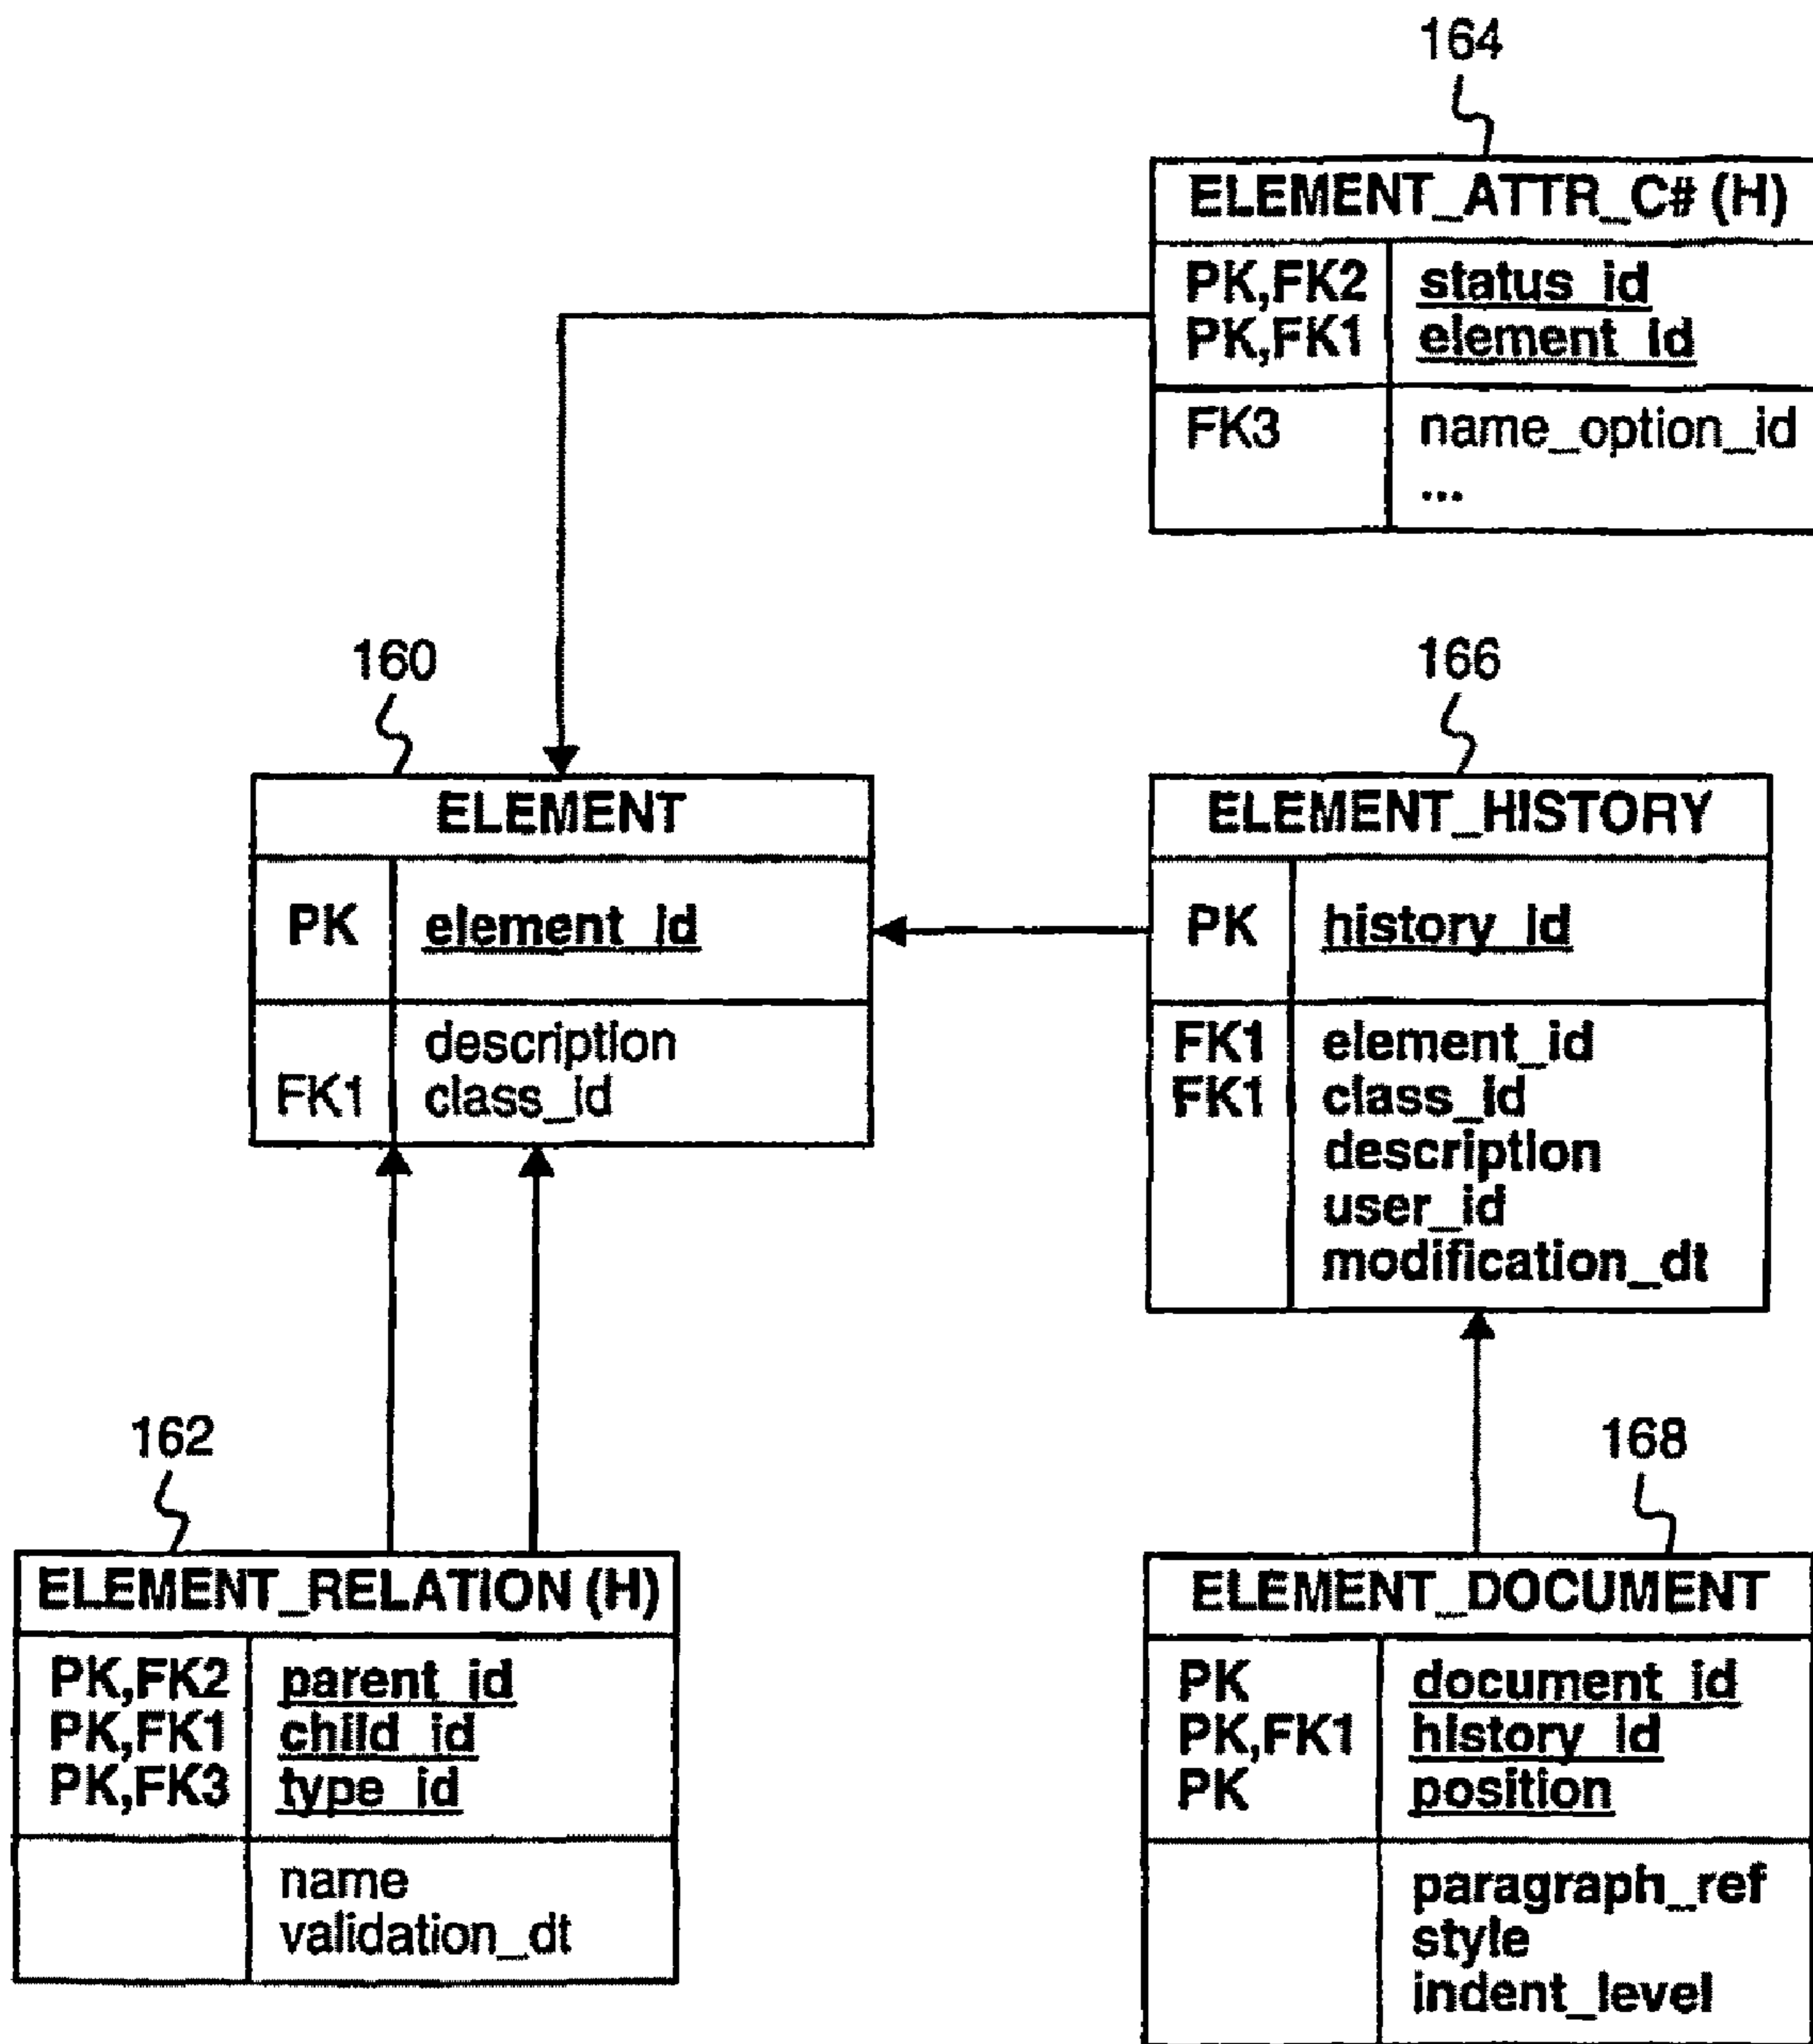 164
ELEMENT_ATTR_C# (H)
PK,FK2 status_id
PK,FK1 element_id
FK3 name_option_id
...
160
ELEMENT
PK element_id
description
FK1 class_id
166
ELEMENT_HISTORY
PK history_id
FK1 element_id
FK1 class_id
description
user_id
modification_dt
162
ELEMENT_RELATION (H)
PK,FK2 parent_id
PK,FK1 child_id
PK,FK3 type_id
name
validation_dt
168
ELEMENT_DOCUMENT
PK document_id
PK,FK1 history_id
PK position
paragraph_ref
style
indent_level